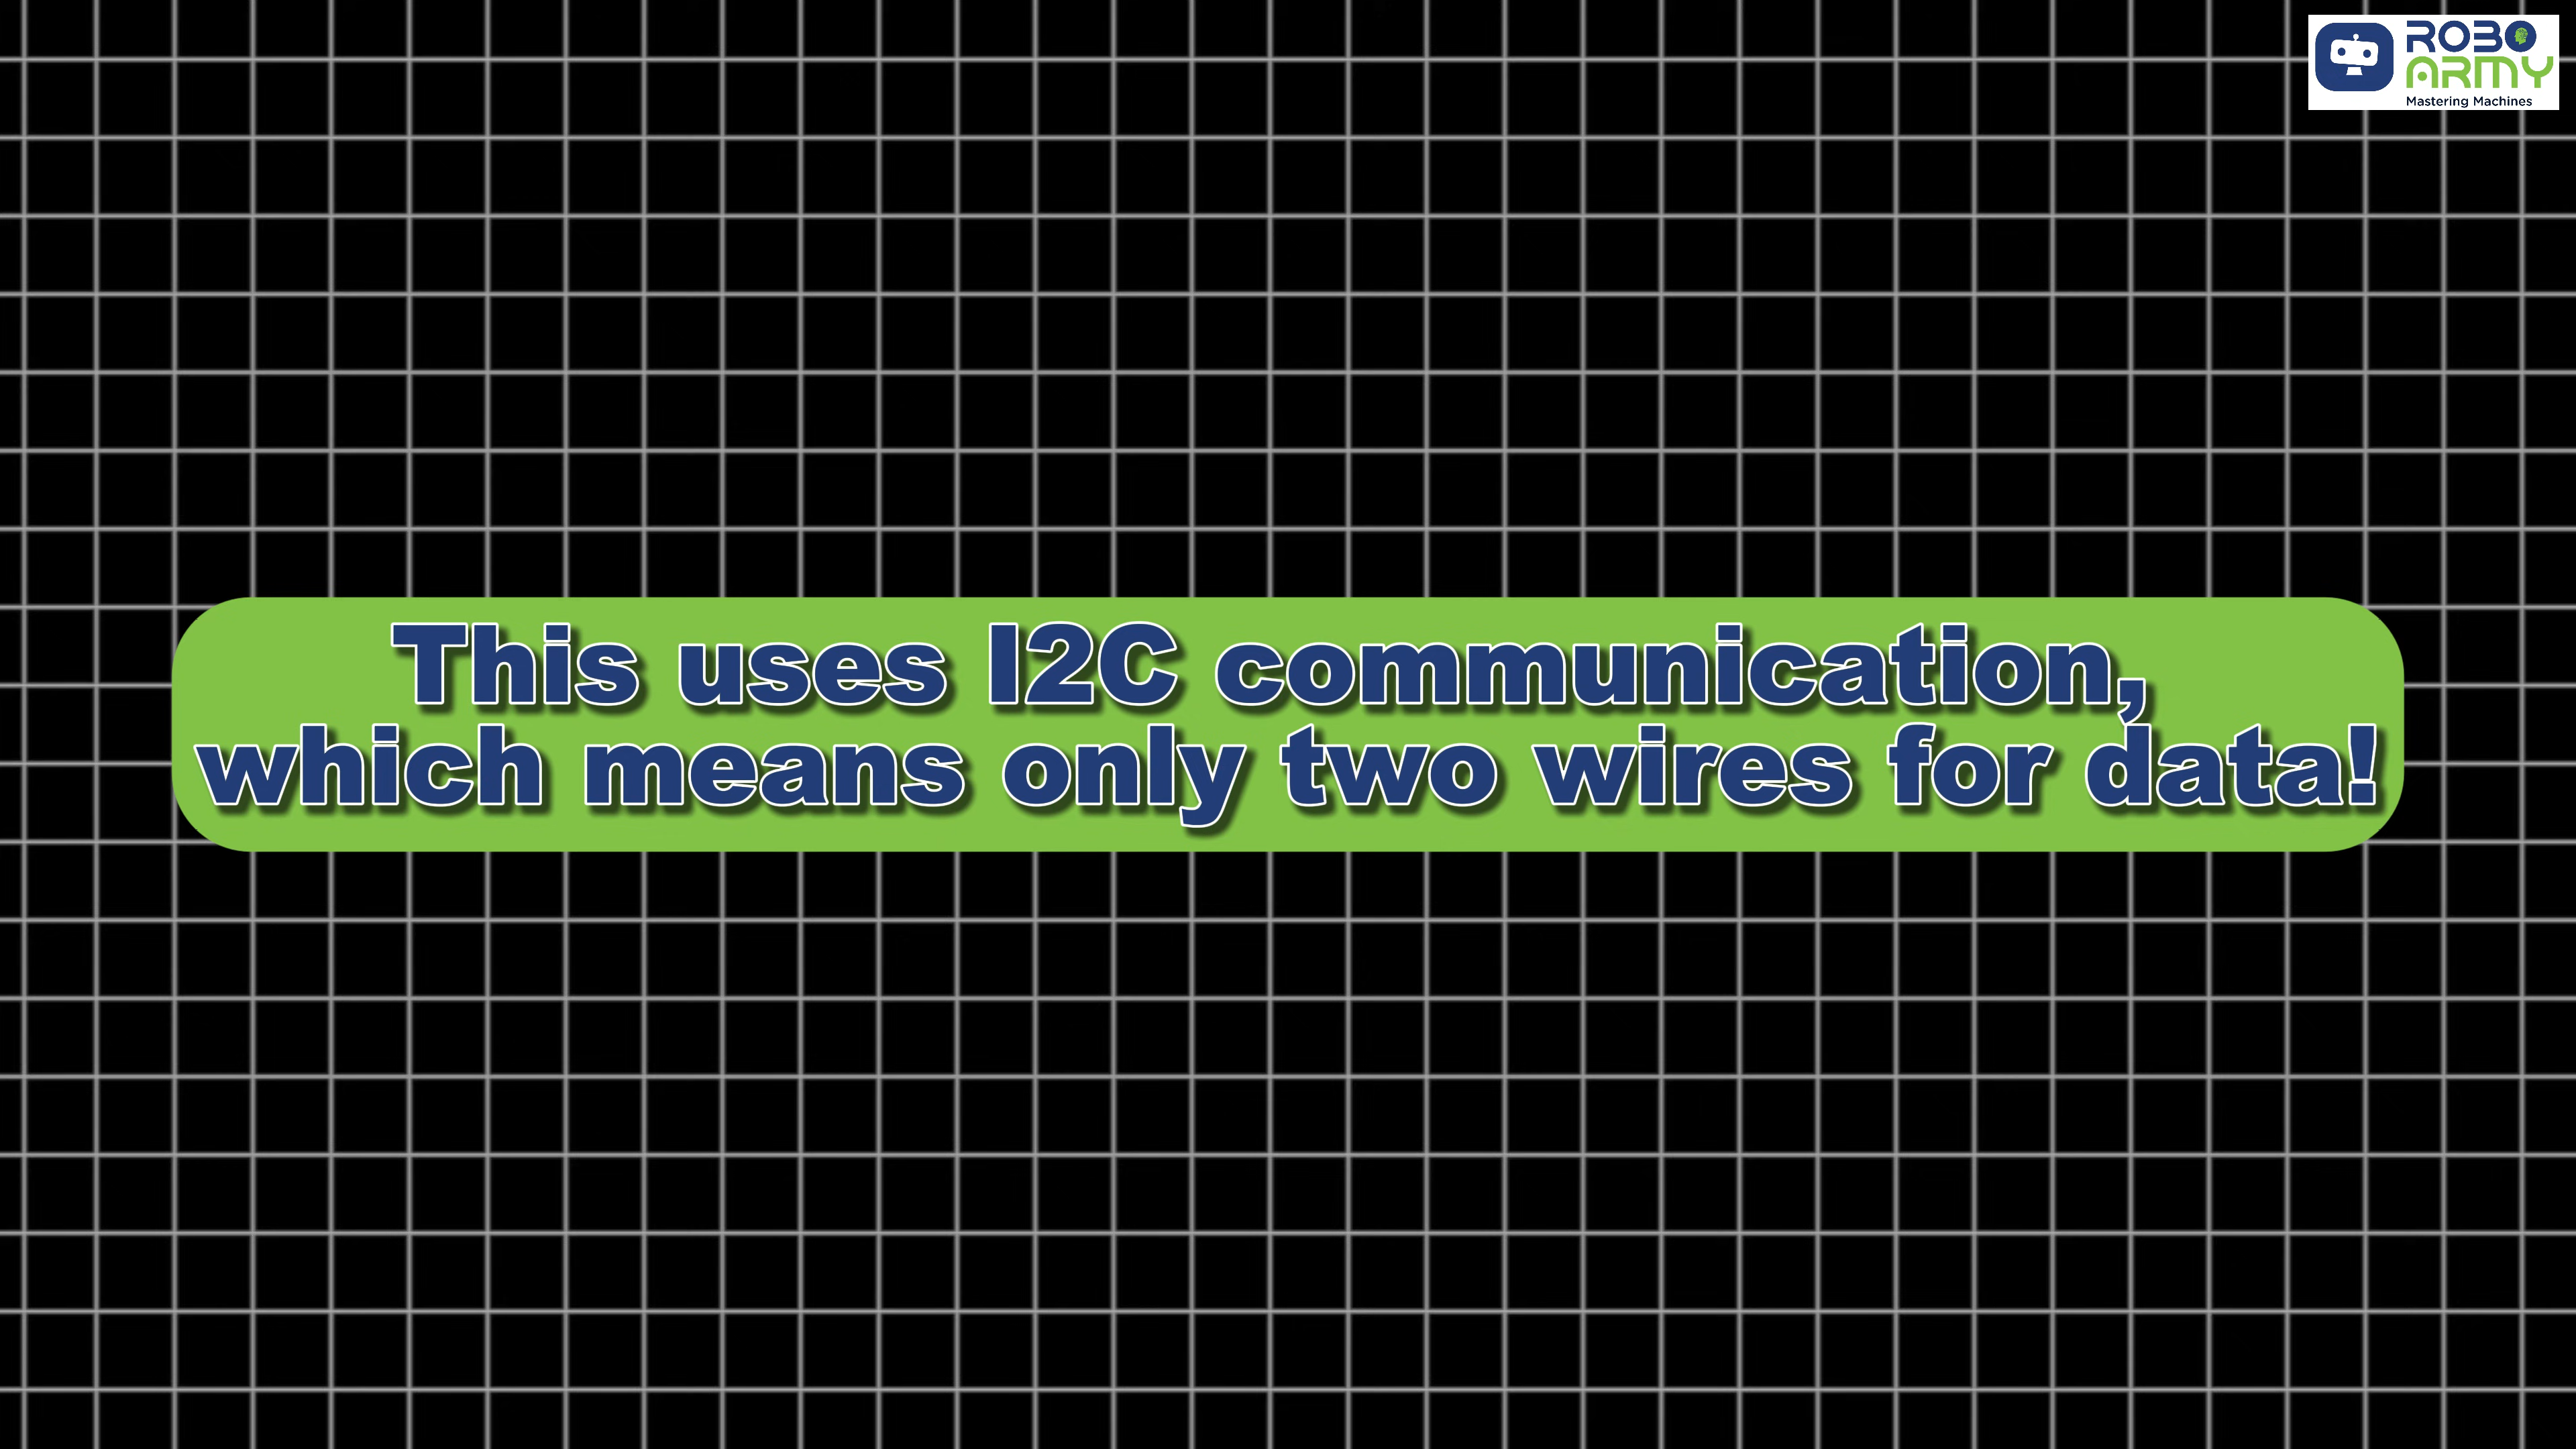 ROBO
ARMY
Mastering Machines
This uses I2C communication,
which means only two wires for data!